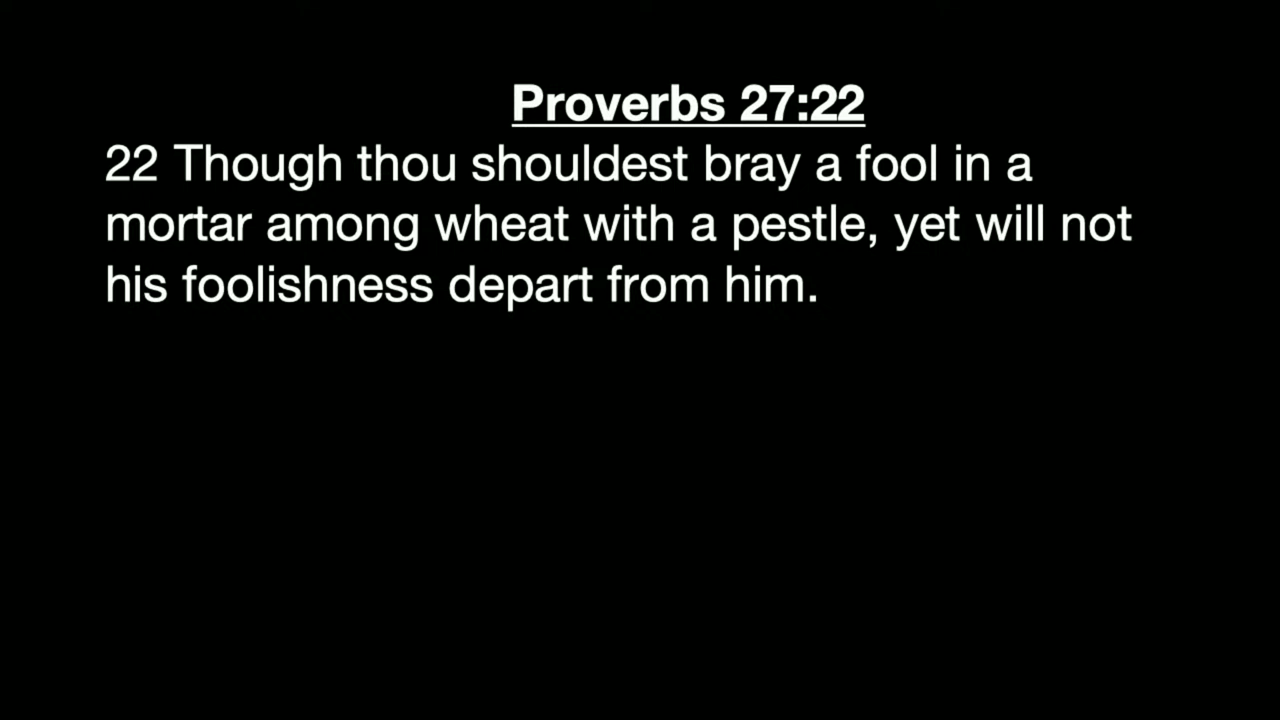 Proverbs 27:22
22 Though thou shouldest bray a fool in a
mortar among wheat with a pestle, yet will not
his foolishness depart from him.